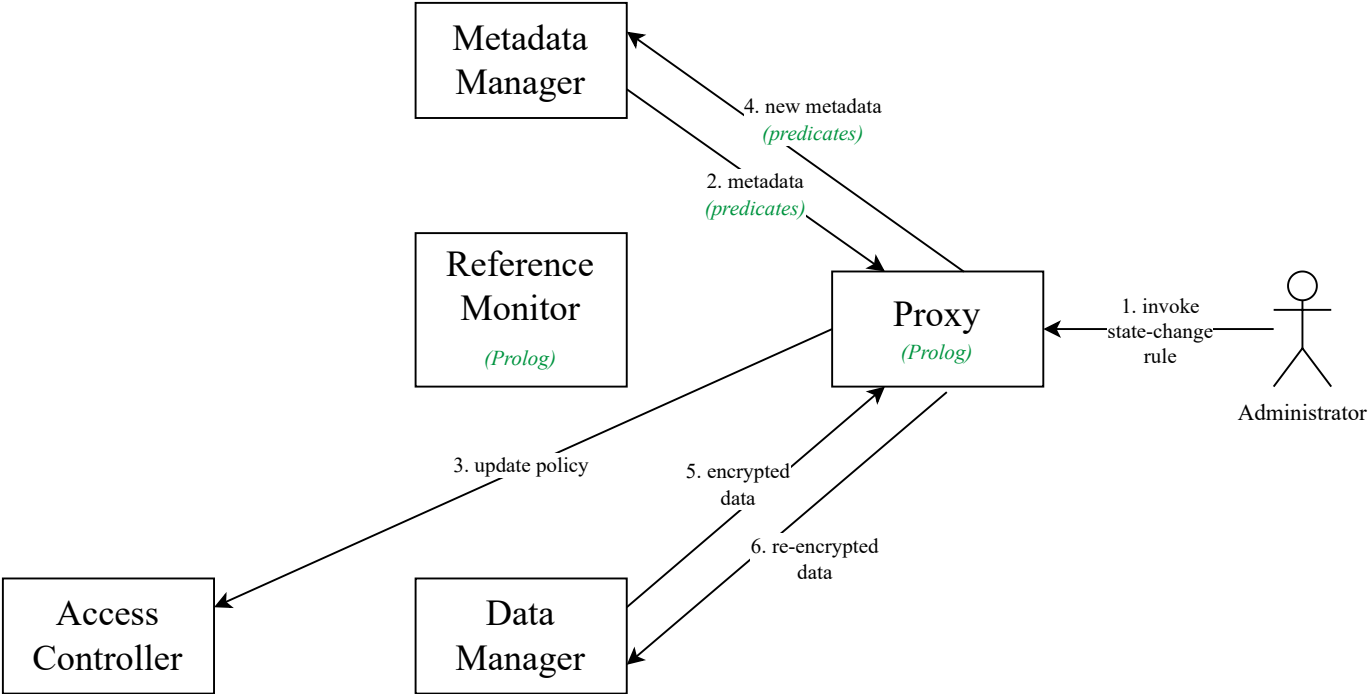 Metadata
Manager
4. new metadata
(predicates)
2. metadata
(predicates)
Reference
Monitor
(Prolog)
Proxy
(Prolog)
1. invoke
state-change
rule
Administrator
3. update policy
5. encrypted
data
6. re-encrypted
data
Access
Controller
Data
Manager